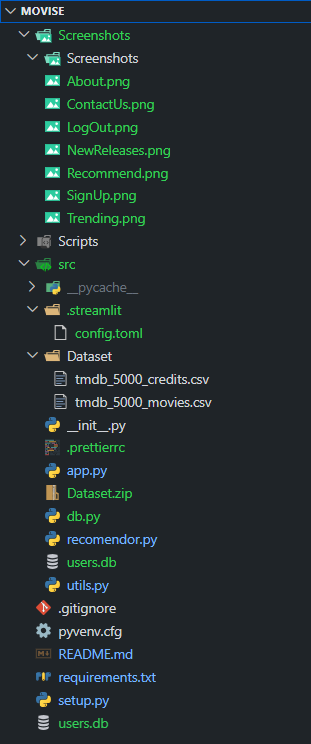 MOVISE
Screenshots
Screenshots
About.png
ContactUs.png
LogOut.png
NewReleases.png
Recommend.png
SignUp.png
Trending.png
Scripts
src
__pycache__
.streamlit
config.toml
Dataset
tmdb_5000_credits.csv
tmdb_5000_movies.csv
__init__.py
.prettierrc
app.py
Dataset.zip
db.py
recomendor.py
users.db
utils.py
.gitignore
pyvenv.cfg
README.md
requirements.txt
setup.py
users.db